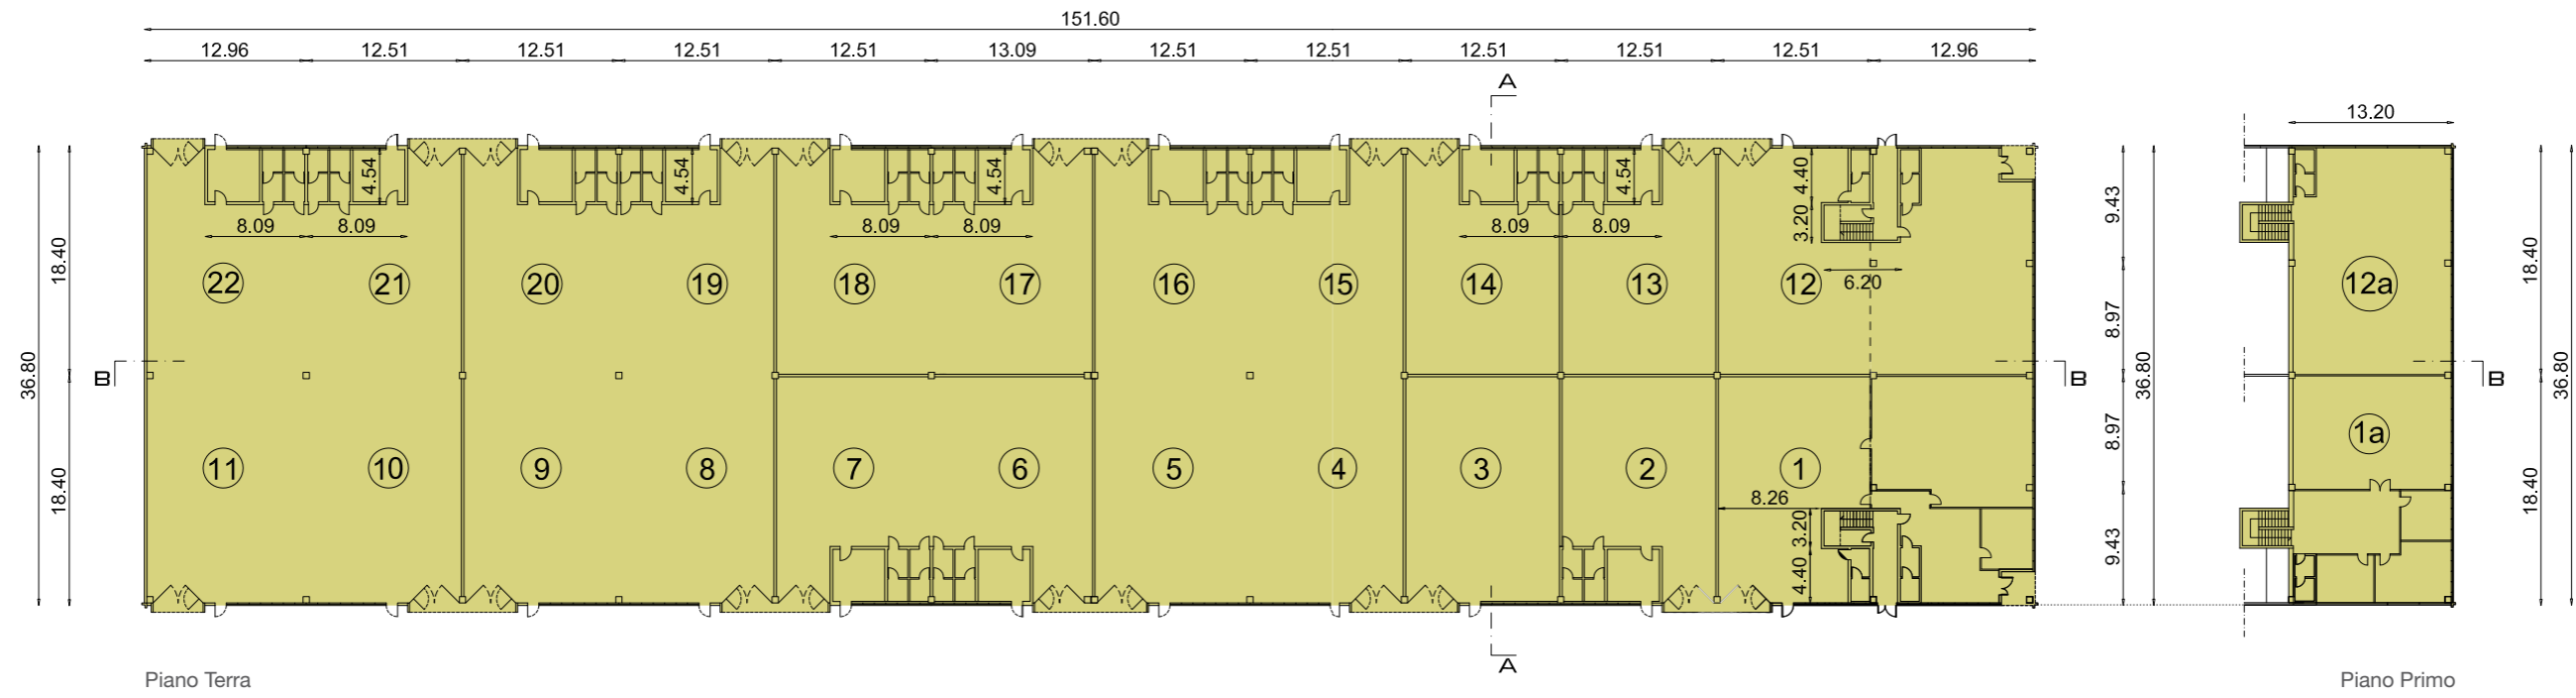 151.60
12.96 12.51 12.51 12.51 12.51 13.09 12.51 12.51 12.51 12.51 12.51 12.96
A
13.20
4.54 4.54 4.54 4.54 4.40
8.09 8.09 8.09 8.09 8.09 8.09 3.20
9.43 18.40
18.40 22 21 20 19 18 17 16 15 14 13 12 6.20 12a 18.40
8.97
36.80 B B 36.80 B 36.80
8.97 1a
18.40 11 10 9 8 7 6 5 4 3 2 1 18.40
8.26
3.20 9.43
4.40
A
Piano Terra Piano Primo